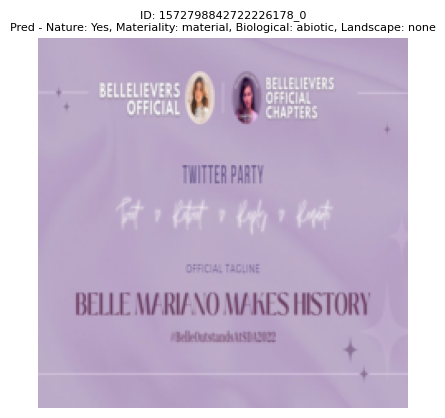 ID: 1572798842722226178_0
Pred - Nature: Yes, Materiality: material, Biological: abiotic, Landscape: none
BELLELIEVERS
OFFICIAL
BELLELIEVERS
OFFICIAL
CHAPTERS
TWITTER PARTY
Tweet Retweet Reply Repeat
OFFICIAL TAGLINE
BELLE MARIANO MAKES HISTORY
#BelleOutstandsAtSDA2022